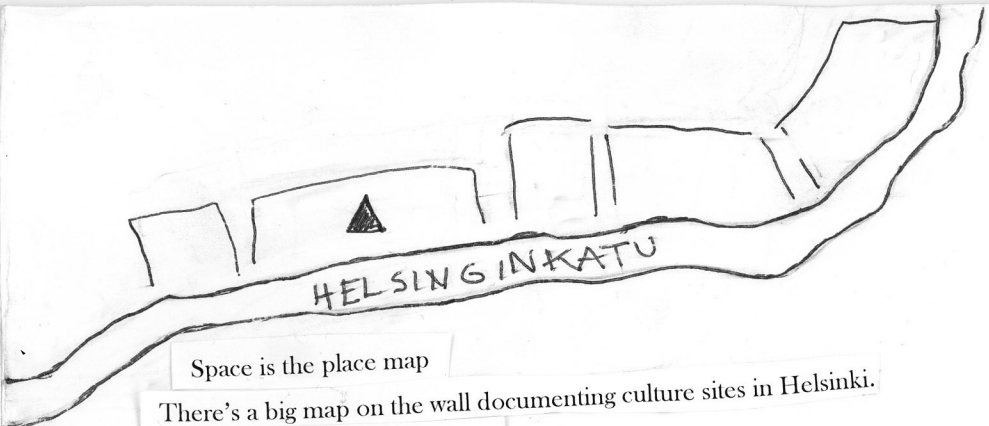 HELSINGINKATU
Space is the place map
There's a big map on the wall documenting culture sites in Helsinki.